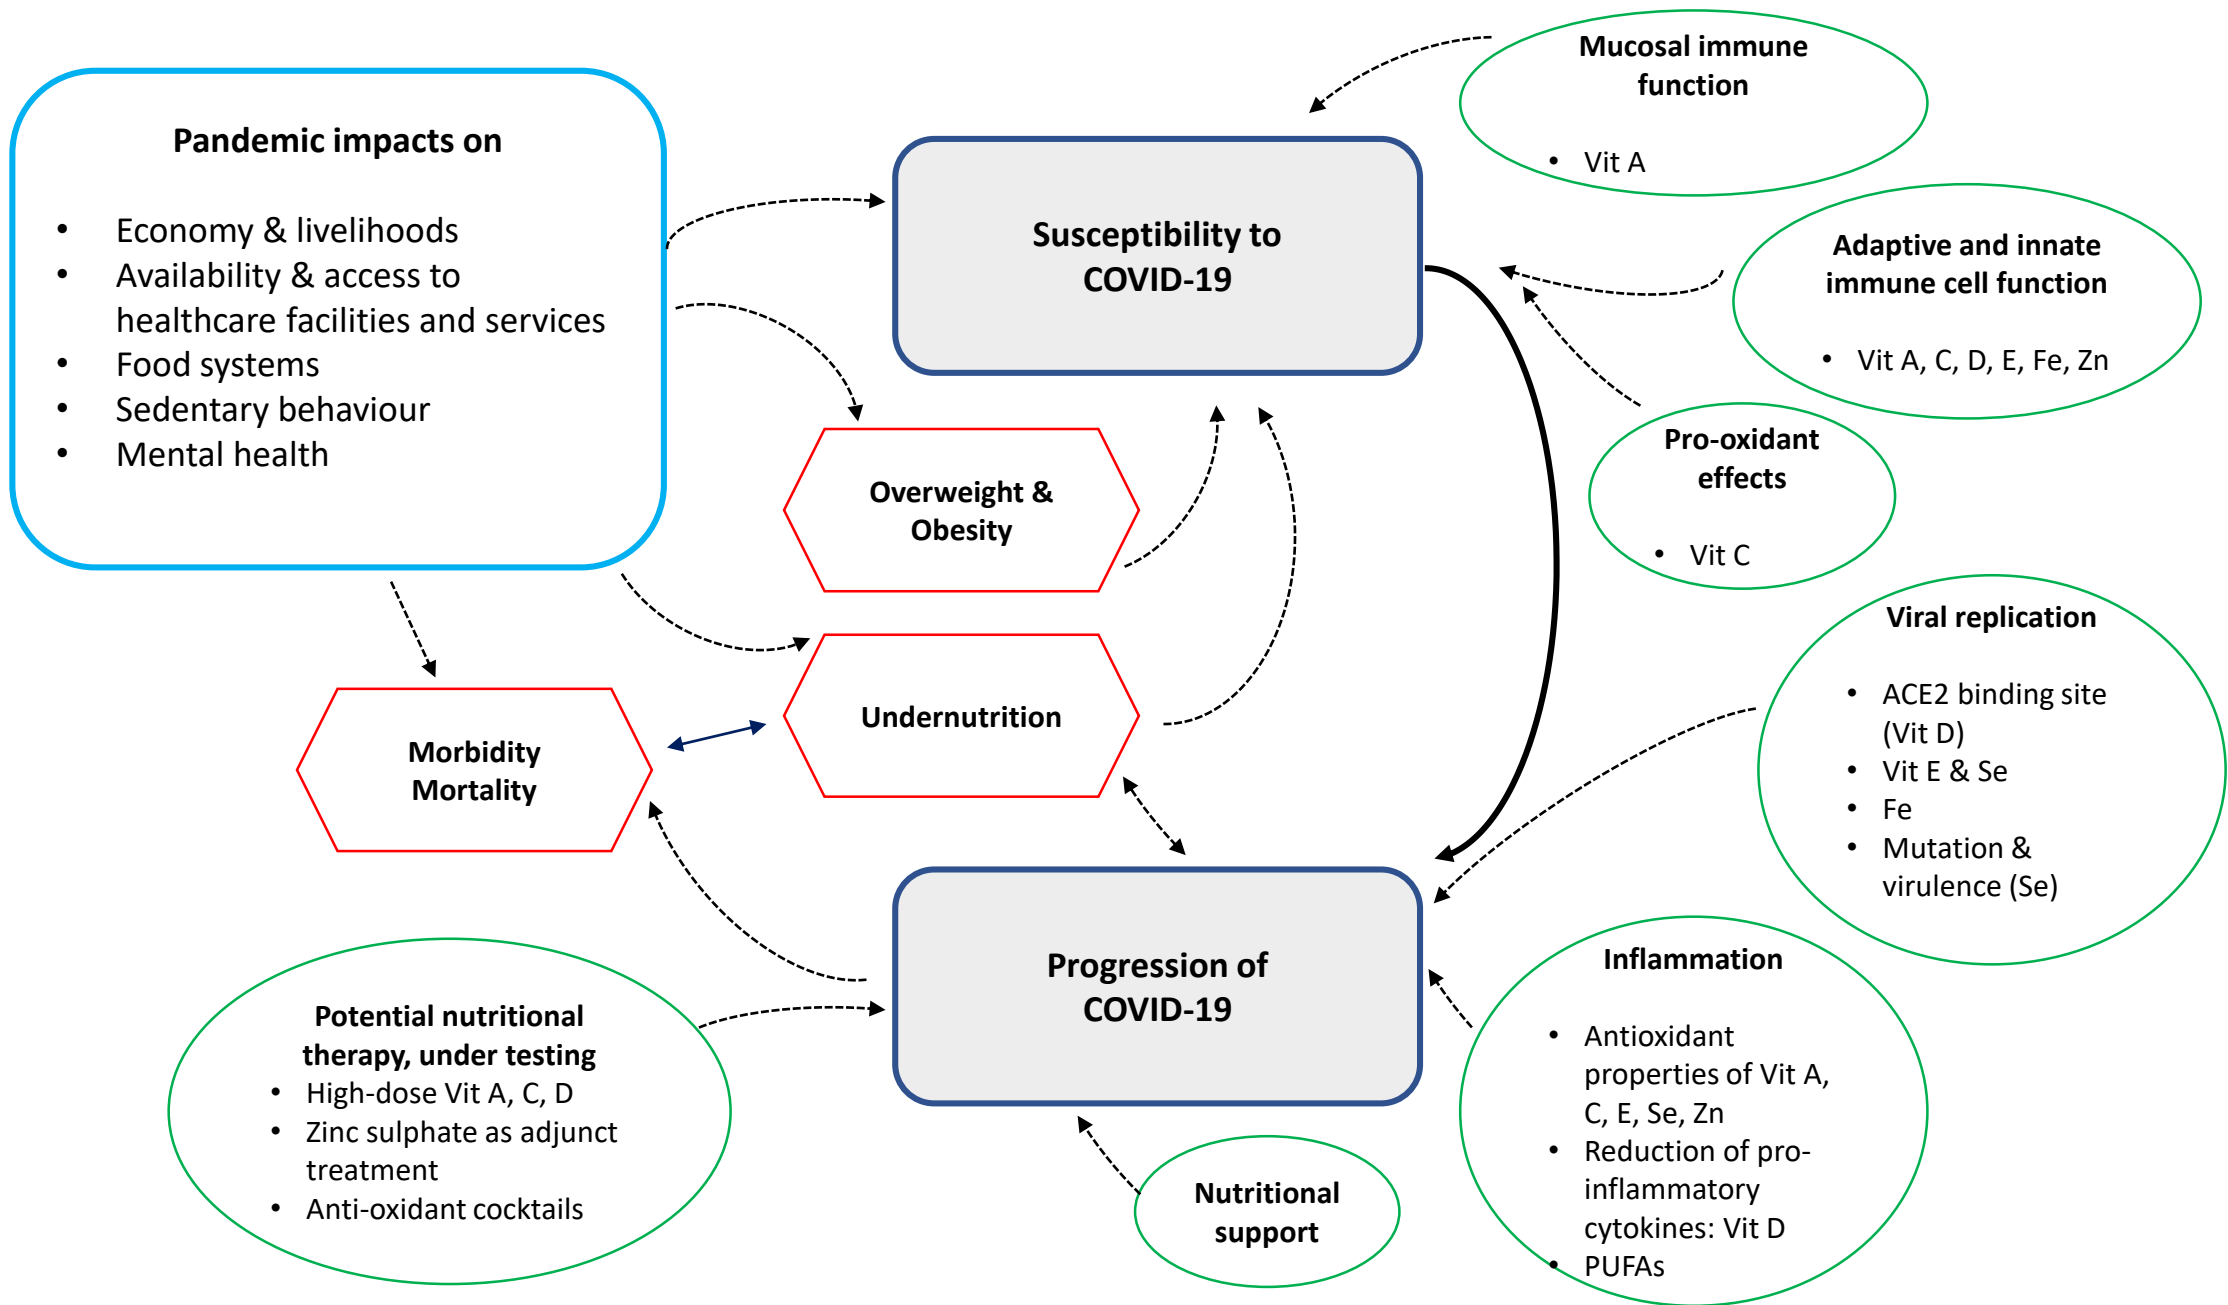 Pandemic impacts on
• Economy & livelihoods
• Availability & access to
healthcare facilities and services
• Food systems
• Sedentary behaviour
• Mental health
Susceptibility to
COVID-19
Mucosal immune
function
• Vit A
Adaptive and innate
immune cell function
• Vit A, C, D, E, Fe, Zn
Pro-oxidant
effects
• Vit C
Overweight &
Obesity
Undernutrition
Morbidity
Mortality
Viral replication
• ACE2 binding site
(Vit D)
• Vit E & Se
• Fe
• Mutation &
virulence (Se)
Progression of
COVID-19
Inflammation
• Antioxidant
properties of Vit A,
C, E, Se, Zn
• Reduction of pro-
inflammatory
cytokines: Vit D
• PUFAs
Potential nutritional
therapy, under testing
• High-dose Vit A, C, D
• Zinc sulphate as adjunct
treatment
• Anti-oxidant cocktails
Nutritional
support